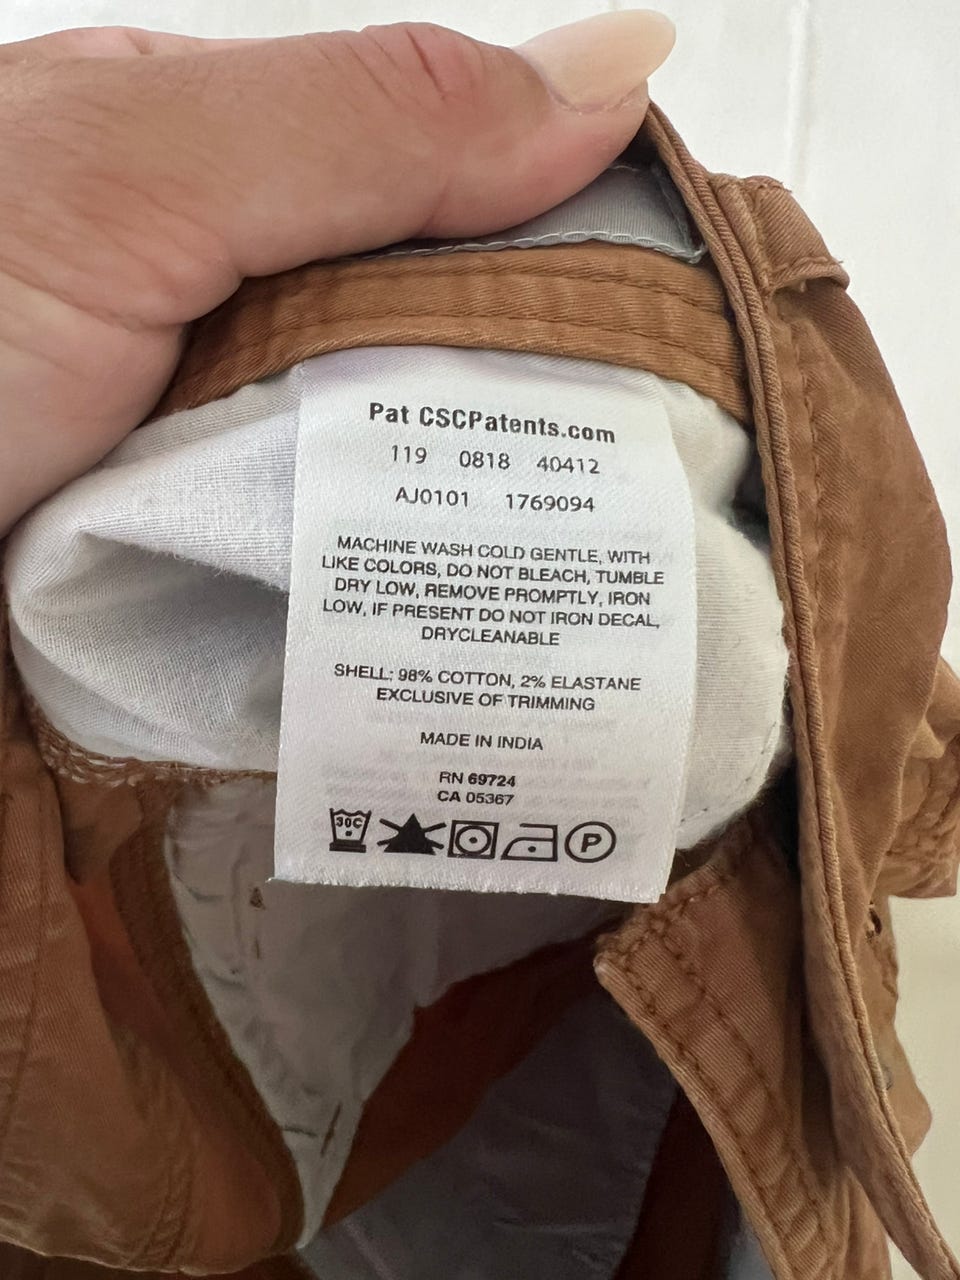 Pat CSCPatents.com
119 0818 40412
AJ0101 1769094
MACHINE WASH COLD GENTLE, WITH
LIKE COLORS, DO NOT BLEACH, TUMBLE
DRY LOW, REMOVE PROMPTLY, IRON
LOW, IF PRESENT DO NOT IRON DECAL,
DRYCLEANABLE
SHELL: 98% COTTON, 2% ELASTANE
EXCLUSIVE OF TRIMMING
MADE IN INDIA
RN 69724
CA 05367
30C P